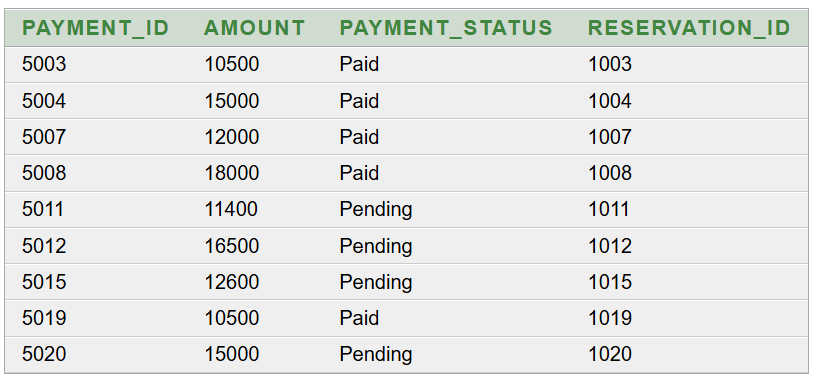 PAYMENT_ID AMOUNT PAYMENT_STATUS RESERVATION_ID
5003 10500 Paid 1003
5004 15000 Paid 1004
5007 12000 Paid 1007
5008 18000 Paid 1008
5011 11400 Pending 1011
5012 16500 Pending 1012
5015 12600 Pending 1015
5019 10500 Paid 1019
5020 15000 Pending 1020